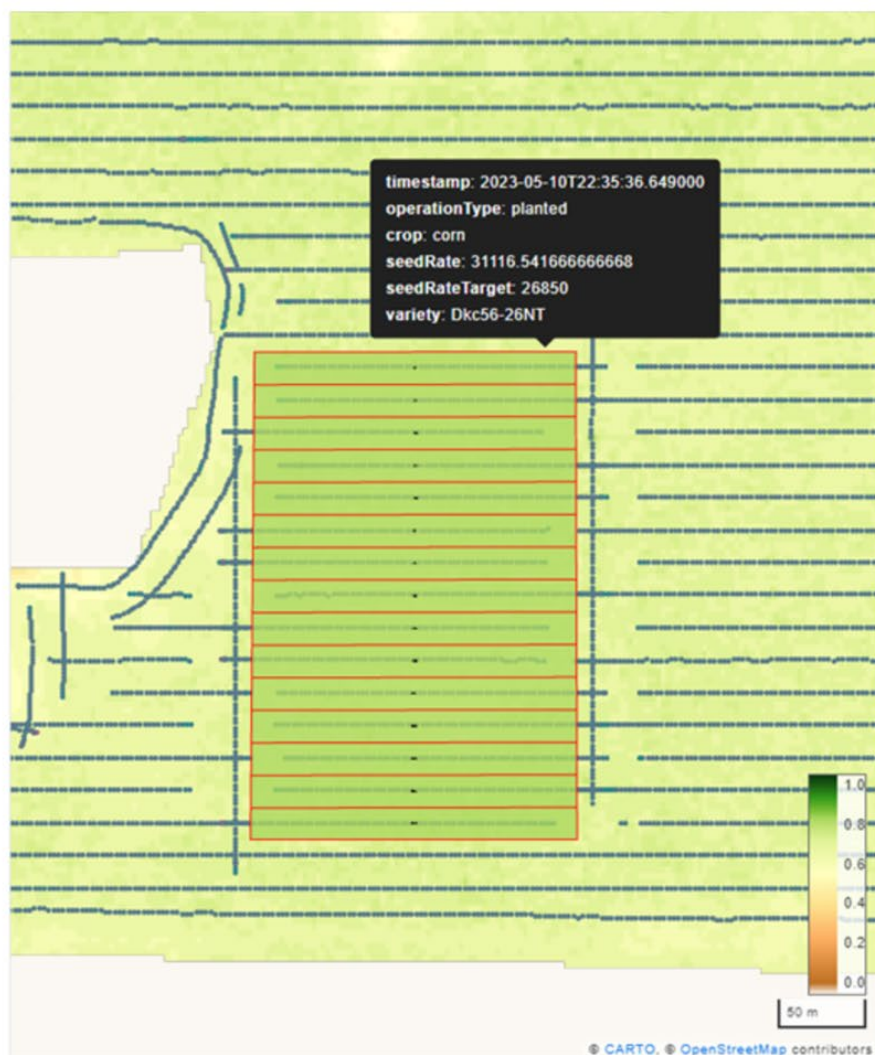 timestamp: 2023-05-10T22:35:36.649000
operationType: planted
crop: corn
seedRate: 31116.541666666668
seedRateTarget: 26850
variety: Dkc56-26NT
1.0
0.8
0.6
0.4
0.2
0.0
50 m
© CARTO, © OpenStreetMap contributors